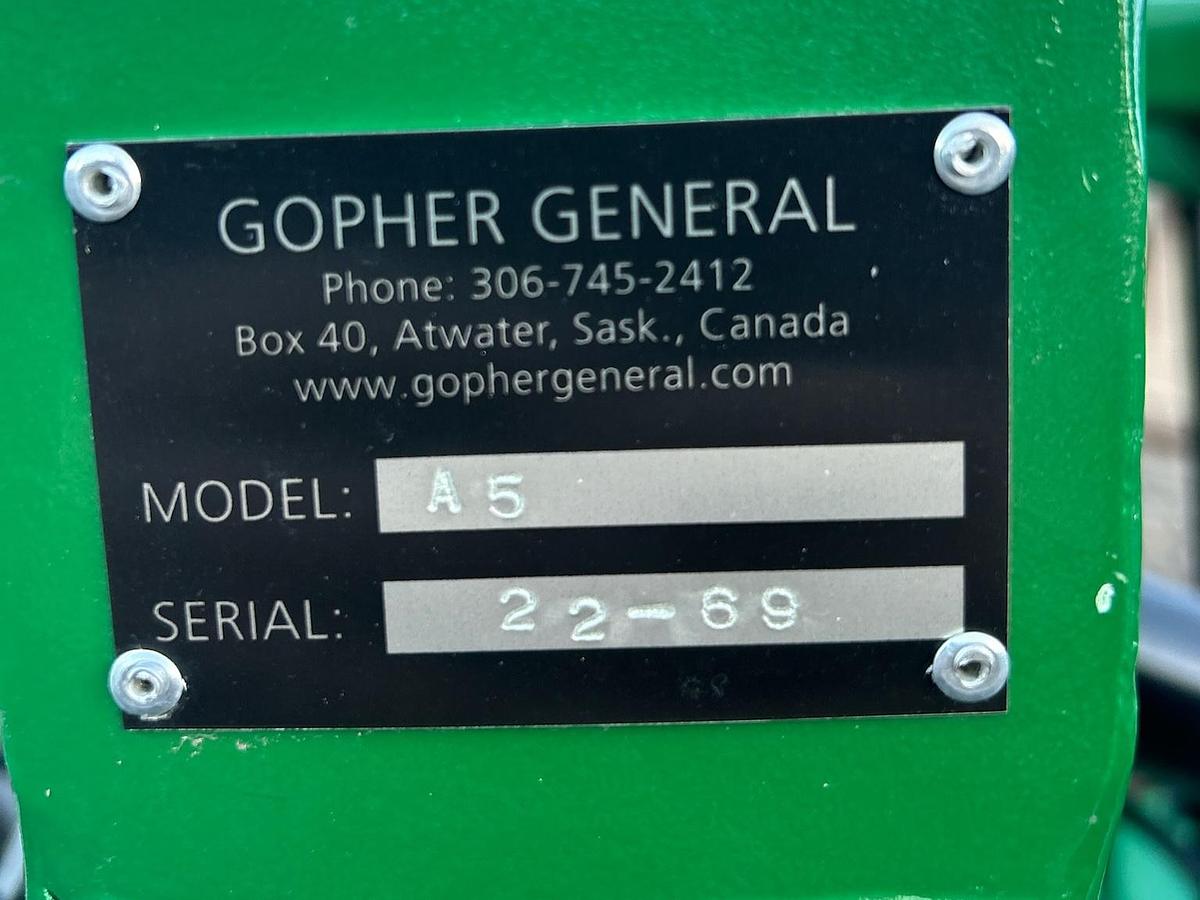 GOPHER GENERAL
Phone: 306-745-2412
Box 40, Atwater, Sask., Canada
www.gophergeneral.com
MODEL: A5
SERIAL: 22-69